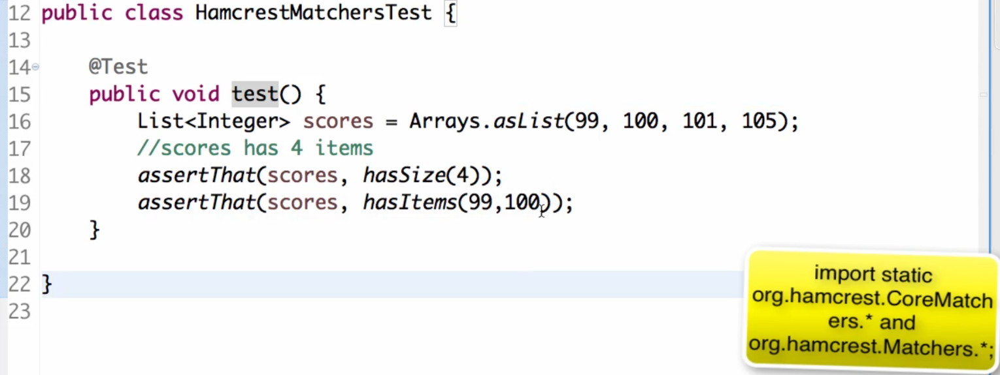 12 public class HamcrestMatchersTest {
13
14 @Test
15 public void test() {
16 List<Integer> scores = Arrays.asList(99, 100, 101, 105);
17 //scores has 4 items
18 assertThat(scores, hasSize(4));
19 assertThat(scores, hasItems(99,100));
20 }
21
22 }
23
import static
org.hamcrest.CoreMatch
ers.* and
org.hamcrest.Matchers.*;